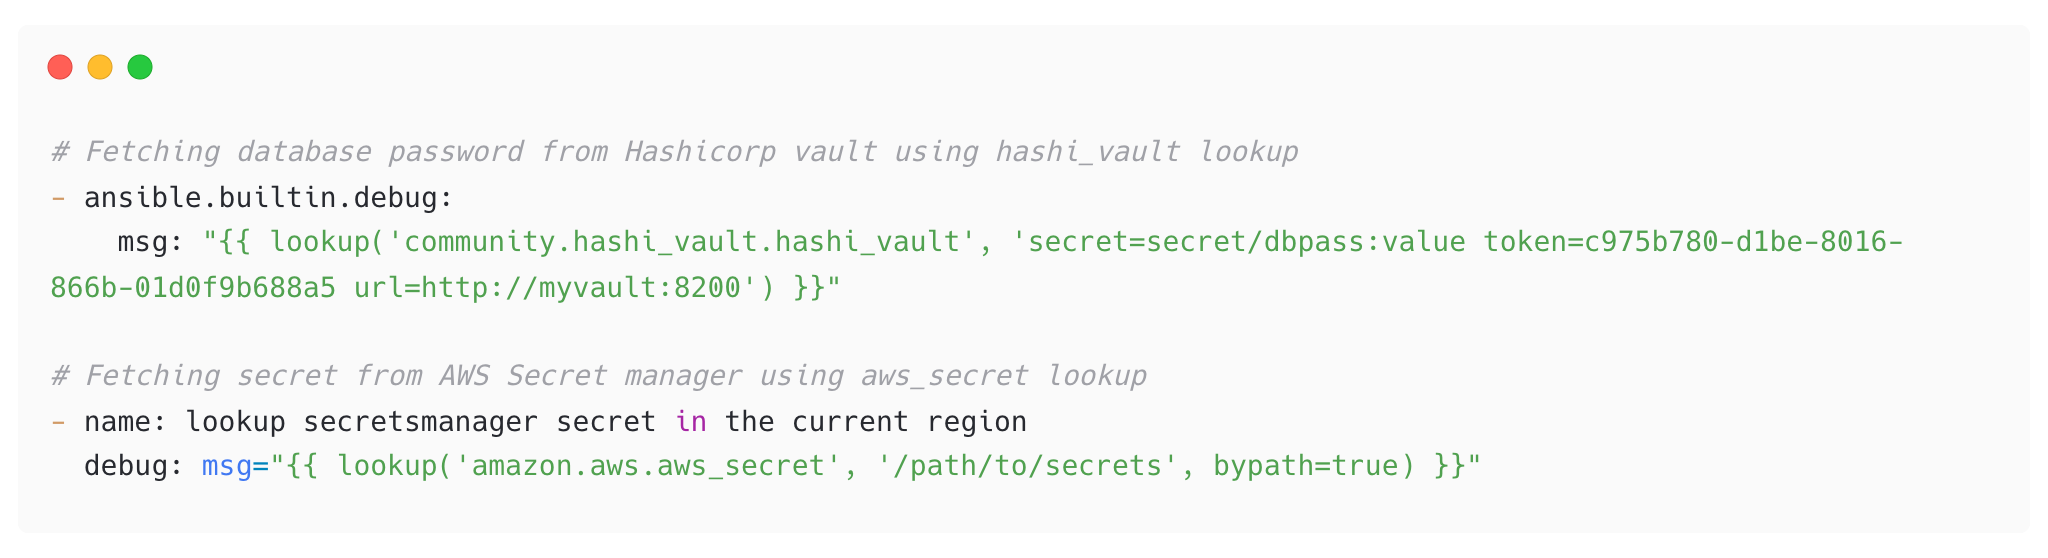 # Fetching database password from Hashicorp vault using hashi_vault lookup
- ansible.builtin.debug:
    msg: "{{ lookup('community.hashi_vault.hashi_vault', 'secret=secret/dbpass:value token=c975b780-d1be-8016-
866b-01d0f9b688a5 url=http://myvault:8200') }}"

# Fetching secret from AWS Secret manager using aws_secret lookup
- name: lookup secretsmanager secret in the current region
  debug: msg="{{ lookup('amazon.aws.aws_secret', '/path/to/secrets', bypath=true) }}"